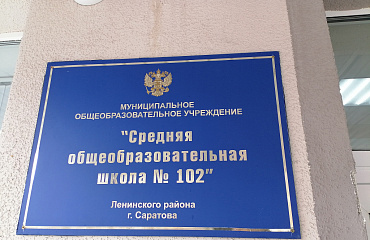 МУНИЦИПАЛЬНОЕ
ОБЩЕОБРАЗОВАТЕЛЬНОЕ УЧРЕЖДЕНИЕ
"Средняя
общеобразовательная
школа № 102"
Ленинского района
г. Саратова